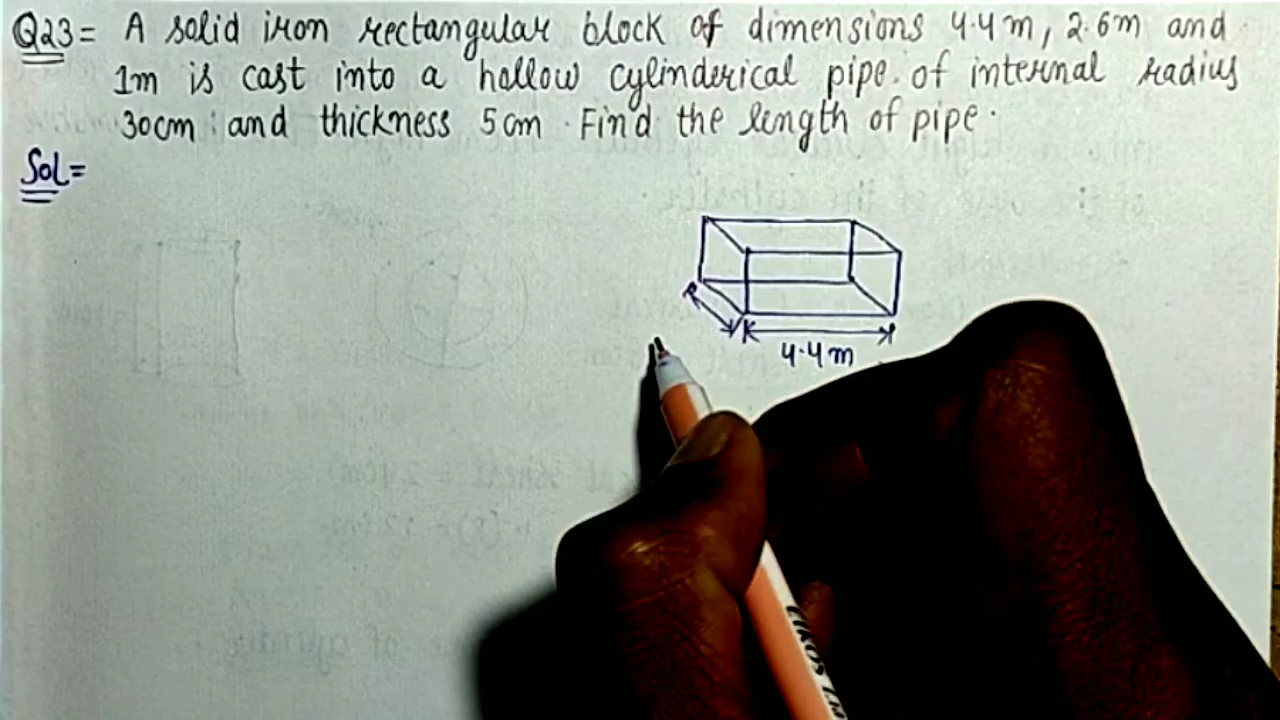 Q23= A solid iron rectangular block of dimensions 4.4m, 2.6m and
1m is cast into a hollow cylinderical pipe of internal radius
30cm and thickness 5cm. Find the length of pipe.
Sol=
4.4m